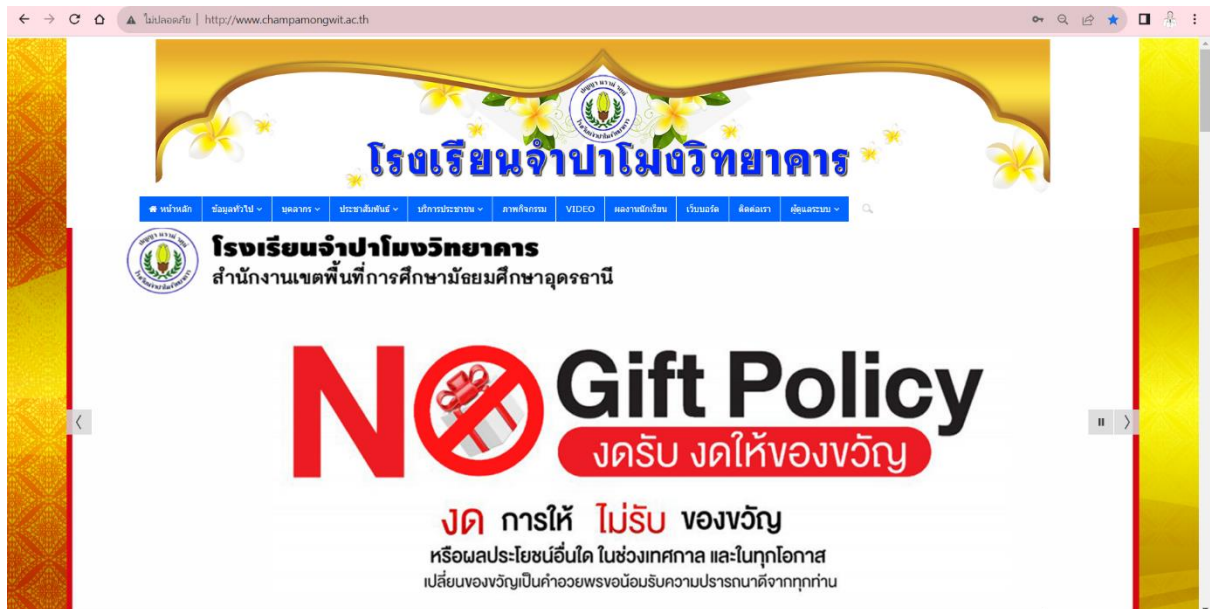 ไม่ปลอดภัย | http://www.champamongwit.ac.th
โรงเรียนจำปาโมงวิทยาคาร
หน้าหลัก ข้อมูลทั่วไป บุคลากร ประชาสัมพันธ์ บริการประชาชน ภาพกิจกรรม VIDEO ผลงานนักเรียน เว็บบอร์ด ติดต่อเรา ผู้ดูแลระบบ
โรงเรียนจำปาโมงวิทยาคาร
สำนักงานเขตพื้นที่การศึกษามัธยมศึกษาอุดรธานี
NO Gift Policy
งดรับ งดให้ของขวัญ
งด การให้ ไม่รับ ของขวัญ
หรือผลประโยชน์อื่นใด ในช่วงเทศกาล และในทุกโอกาส
เปลี่ยนของขวัญเป็นคำอวยพรขอน้อมรับความปรารถนาดีจากทุกท่าน